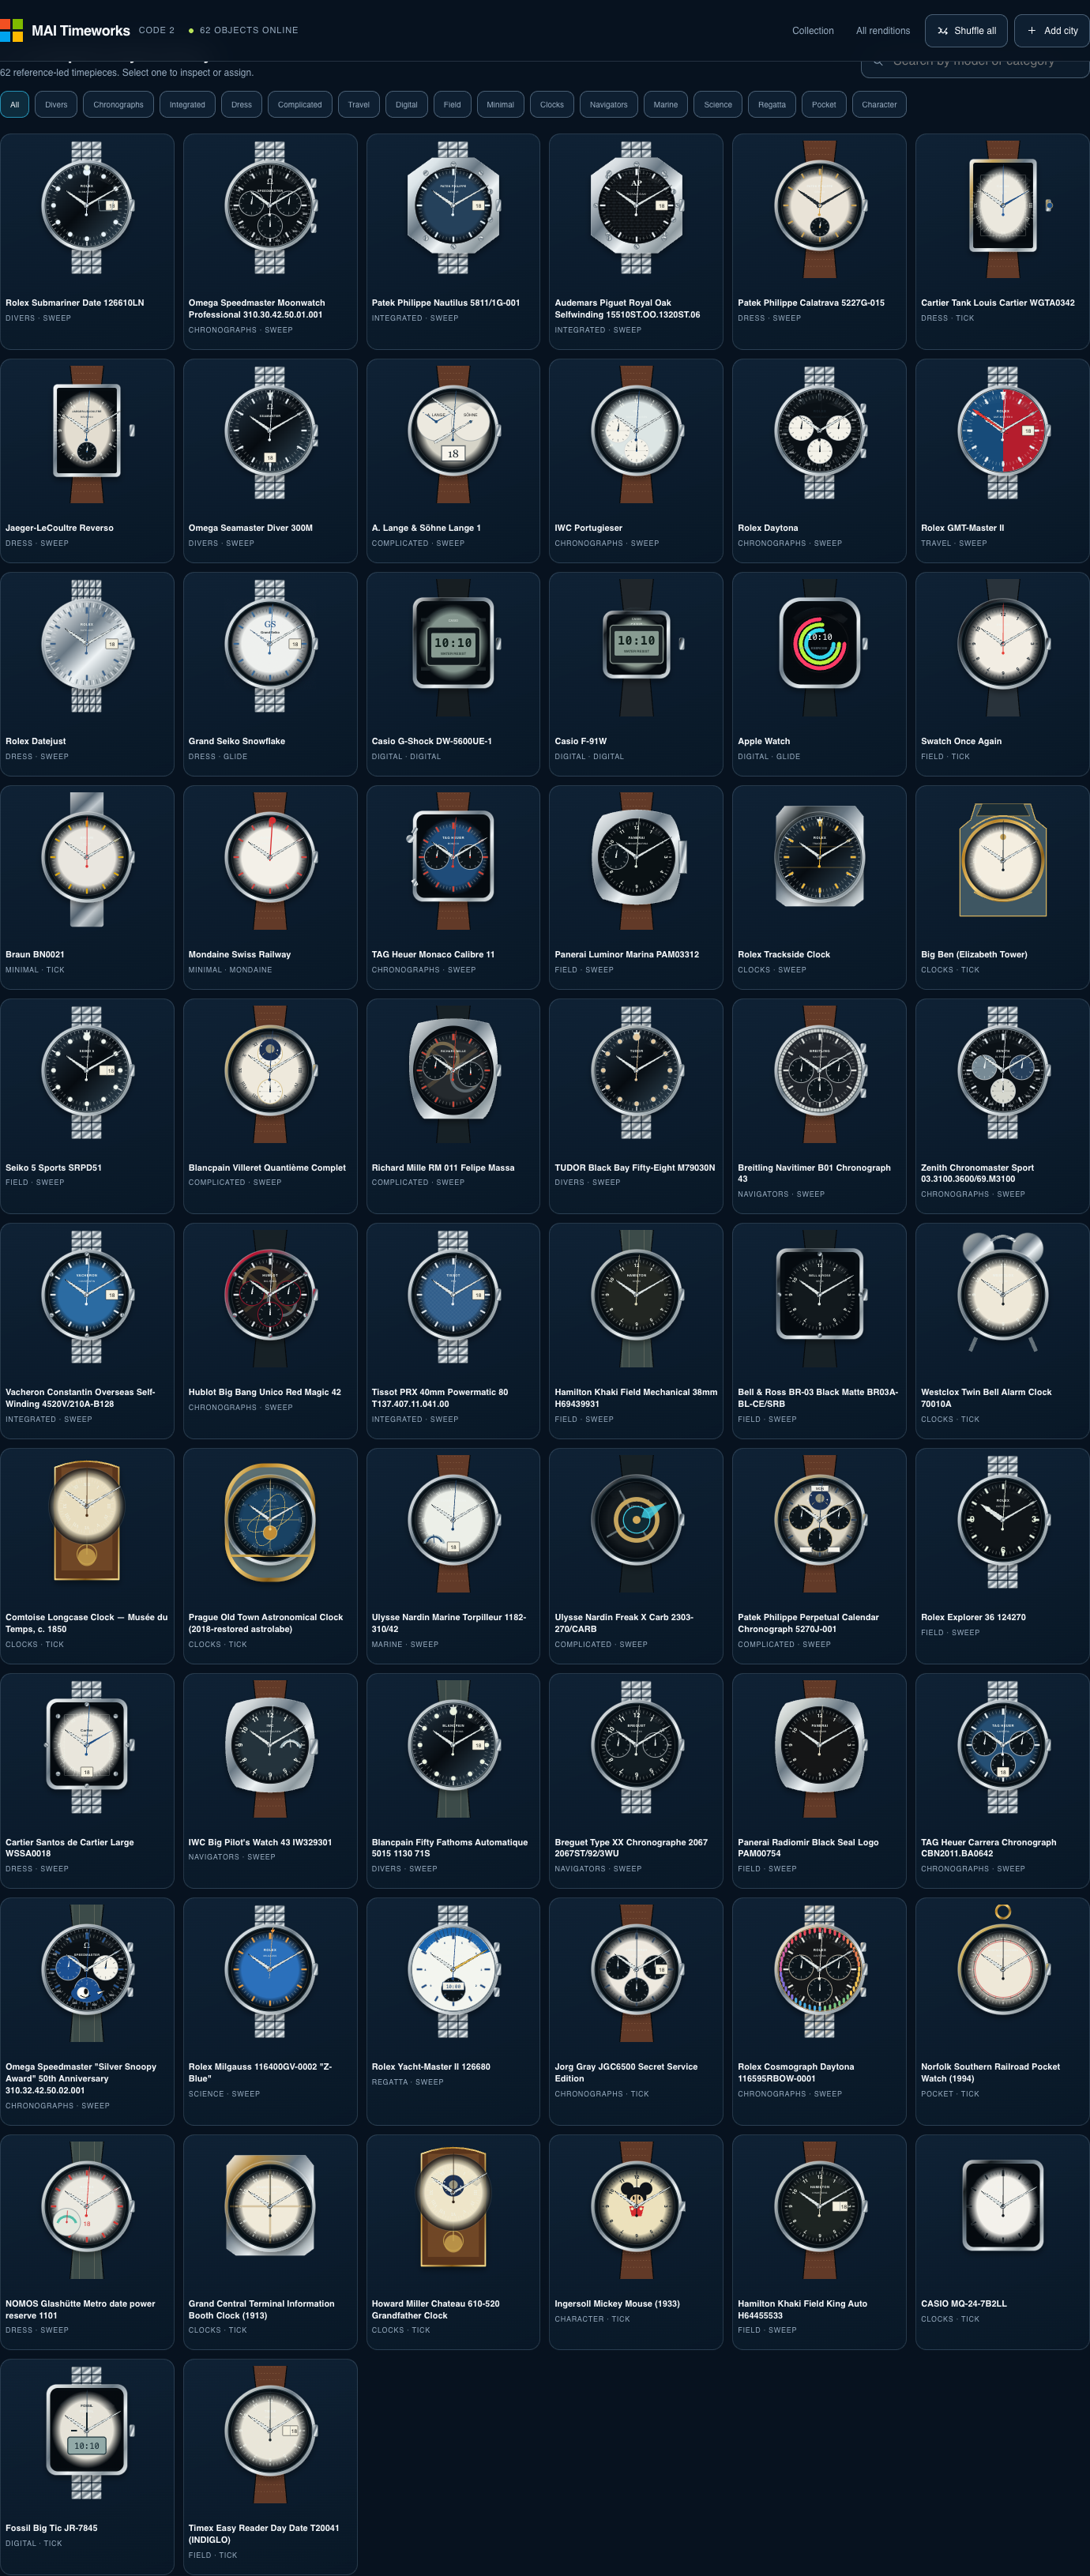 MAI Timeworks
CODE 2
62 OBJECTS ONLINE
Collection
All renditions
Shuffle all
Add city
62 reference-led timepieces. Select one to inspect or assign.
Search by model or category
All
Divers
Chronographs
Integrated
Dress
Complicated
Travel
Digital
Field
Minimal
Clocks
Navigators
Marine
Science
Regatta
Pocket
Character
Rolex Submariner Date 126610LN
DIVERS · SWEEP
Omega Speedmaster Moonwatch
Professional 310.30.42.50.01.001
CHRONOGRAPHS · SWEEP
Patek Philippe Nautilus 5811/1G-001
INTEGRATED · SWEEP
AP
Audemars Piguet Royal Oak
Selfwinding 15510ST.OO.1320ST.06
INTEGRATED · SWEEP
Patek Philippe Calatrava 5227G-015
DRESS · SWEEP
Cartier Tank Louis Cartier WGTA0342
DRESS · TICK
Jaeger-LeCoultre Reverso
DRESS · SWEEP
Omega Seamaster Diver 300M
DIVERS · SWEEP
18
A. Lange & Söhne Lange 1
COMPLICATED · SWEEP
IWC Portugieser
CHRONOGRAPHS · SWEEP
Rolex Daytona
CHRONOGRAPHS · SWEEP
Rolex GMT-Master II
TRAVEL · SWEEP
Rolex Datejust
DRESS · SWEEP
GS
Grand Seiko Snowflake
DRESS · GLIDE
10:10
Casio G-Shock DW-5600UE-1
DIGITAL · DIGITAL
10:10
Casio F-91W
DIGITAL · DIGITAL
10:10
Apple Watch
DIGITAL · GLIDE
Swatch Once Again
FIELD · TICK
Braun BN0021
MINIMAL · TICK
Mondaine Swiss Railway
MINIMAL · MONDAINE
TAG Heuer Monaco Calibre 11
CHRONOGRAPHS · SWEEP
Panerai Luminor Marina PAM03312
FIELD · SWEEP
Rolex Trackside Clock
CLOCKS · SWEEP
Big Ben (Elizabeth Tower)
CLOCKS · TICK
Seiko 5 Sports SRPD51
FIELD · SWEEP
Blancpain Villeret Quantième Complet
COMPLICATED · SWEEP
Richard Mille RM 011 Felipe Massa
COMPLICATED · SWEEP
TUDOR Black Bay Fifty-Eight M79030N
DIVERS · SWEEP
Breitling Navitimer B01 Chronograph
43
NAVIGATORS · SWEEP
Zenith Chronomaster Sport
03.3100.3600/69.M3100
CHRONOGRAPHS · SWEEP
Vacheron Constantin Overseas Self-
Winding 4520V/210A-B128
INTEGRATED · SWEEP
Hublot Big Bang Unico Red Magic 42
CHRONOGRAPHS · SWEEP
Tissot PRX 40mm Powermatic 80
T137.407.11.041.00
INTEGRATED · SWEEP
Hamilton Khaki Field Mechanical 38mm
H69439931
FIELD · SWEEP
Bell & Ross BR-03 Black Matte BR03A-
BL-CE/SRB
FIELD · SWEEP
Westclox Twin Bell Alarm Clock
70010A
CLOCKS · TICK
Comtoise Longcase Clock — Musée du
Temps, c. 1850
CLOCKS · TICK
Prague Old Town Astronomical Clock
(2018-restored astrolabe)
CLOCKS · TICK
Ulysse Nardin Marine Torpilleur 1182-
310/42
MARINE · SWEEP
Ulysse Nardin Freak X Carb 2303-
270/CARB
COMPLICATED · SWEEP
Patek Philippe Perpetual Calendar
Chronograph 5270J-001
COMPLICATED · SWEEP
Rolex Explorer 36 124270
FIELD · SWEEP
Cartier Santos de Cartier Large
WSSA0018
DRESS · SWEEP
IWC Big Pilot's Watch 43 IW329301
NAVIGATORS · SWEEP
Blancpain Fifty Fathoms Automatique
5015 1130 71S
DIVERS · SWEEP
Breguet Type XX Chronographe 2067
2067ST/92/3WU
NAVIGATORS · SWEEP
Panerai Radiomir Black Seal Logo
PAM00754
FIELD · SWEEP
TAG Heuer Carrera Chronograph
CBN2011.BA0642
CHRONOGRAPHS · SWEEP
Omega Speedmaster "Silver Snoopy
Award" 50th Anniversary
310.32.42.50.02.001
CHRONOGRAPHS · SWEEP
Rolex Milgauss 116400GV-0002 "Z-
Blue"
SCIENCE · SWEEP
Rolex Yacht-Master II 126680
REGATTA · SWEEP
Jorg Gray JGC6500 Secret Service
Edition
CHRONOGRAPHS · TICK
Rolex Cosmograph Daytona
116595RBOW-0001
CHRONOGRAPHS · SWEEP
Norfolk Southern Railroad Pocket
Watch (1994)
POCKET · TICK
NOMOS Glashütte Metro date power
reserve 1101
DRESS · SWEEP
Grand Central Terminal Information
Booth Clock (1913)
CLOCKS · TICK
Howard Miller Chateau 610-520
Grandfather Clock
CLOCKS · TICK
Ingersoll Mickey Mouse (1933)
CHARACTER · TICK
Hamilton Khaki Field King Auto
H64455533
FIELD · SWEEP
CASIO MQ-24-7B2LL
CLOCKS · TICK
10:10
Fossil Big Tic JR-7845
DIGITAL · TICK
Timex Easy Reader Day Date T20041
(INDIGLO)
FIELD · TICK